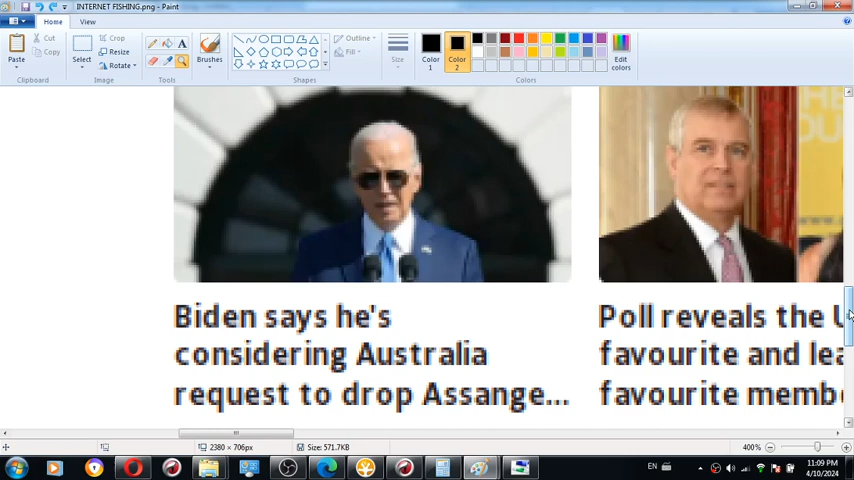 INTERNET FISHING.png - Paint
Home
View
Paste
Cut
Copy
Clipboard
Select
Crop
Resize
Rotate
Image
Tools
Brushes
Shapes
Outline
Fill
Size
Color 1
Color 2
Colors
Edit colors
Biden says he's
considering Australia
request to drop Assange...
Poll reveals the
favourite and
favourite
2380 × 706px
Size: 571.7KB
400%
EN
11:09 PM
4/10/2024